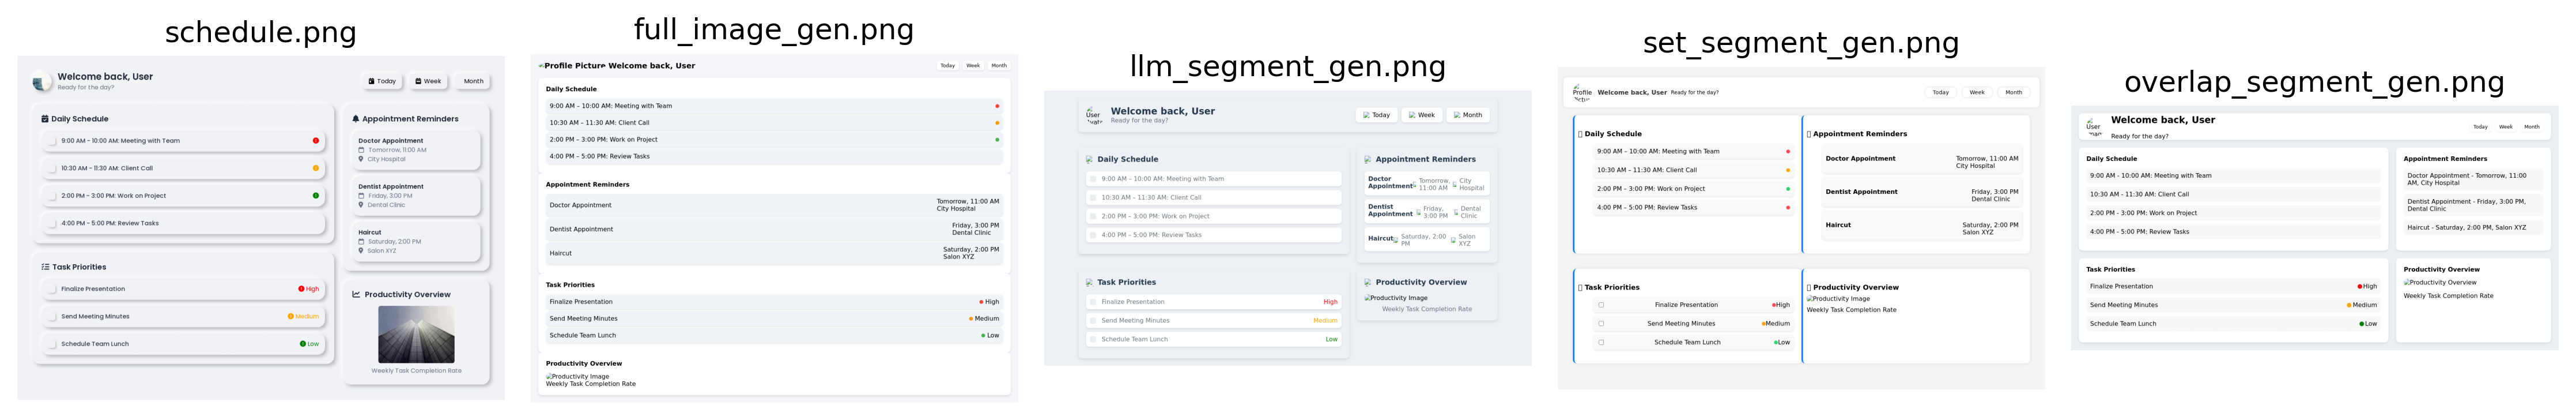 schedule.png
Welcome back, User
Ready for the day?
Today
Week
Month
Daily Schedule
9:00 AM - 10:00 AM: Meeting with Team
10:30 AM - 11:30 AM: Client Call
2:00 PM - 3:00 PM: Work on Project
4:00 PM - 5:00 PM: Review Tasks
Task Priorities
Finalize Presentation
High
Send Meeting Minutes
Medium
Schedule Team Lunch
Low
Appointment Reminders
Doctor Appointment
Tomorrow, 11:00 AM
City Hospital
Dentist Appointment
Friday, 3:00 PM
Dental Clinic
Haircut
Saturday, 2:00 PM
Salon XYZ
Productivity Overview
Weekly Task Completion Rate
full_image_gen.png
Profile Picture Welcome back, User
Today
Week
Month
Daily Schedule
9:00 AM – 10:00 AM: Meeting with Team
10:30 AM – 11:30 AM: Client Call
2:00 PM – 3:00 PM: Work on Project
4:00 PM – 5:00 PM: Review Tasks
Appointment Reminders
Doctor Appointment
Tomorrow, 11:00 AM
City Hospital
Dentist Appointment
Friday, 3:00 PM
Dental Clinic
Haircut
Saturday, 2:00 PM
Salon XYZ
Task Priorities
Finalize Presentation
High
Send Meeting Minutes
Medium
Schedule Team Lunch
Low
Productivity Overview
Productivity Image
Weekly Task Completion Rate
llm_segment_gen.png
User
Welcome back, User
Ready for the day?
Today
Week
Month
Daily Schedule
9:00 AM – 10:00 AM: Meeting with Team
10:30 AM – 11:30 AM: Client Call
2:00 PM – 3:00 PM: Work on Project
4:00 PM – 5:00 PM: Review Tasks
Appointment Reminders
Doctor
Appointment
Tomorrow,
11:00 AM
City
Hospital
Dentist
Appointment
Friday,
3:00 PM
Dental
Clinic
Haircut
Saturday, 2:00
PM
Salon
XYZ
Task Priorities
Finalize Presentation
High
Send Meeting Minutes
Medium
Schedule Team Lunch
Low
Productivity Overview
Productivity Image
Weekly Task Completion Rate
set_segment_gen.png
Profile
Welcome back, User
Ready for the day?
Today
Week
Month
Daily Schedule
9:00 AM – 10:00 AM: Meeting with Team
10:30 AM – 11:30 AM: Client Call
2:00 PM – 3:00 PM: Work on Project
4:00 PM – 5:00 PM: Review Tasks
Appointment Reminders
Doctor Appointment
Tomorrow, 11:00 AM
City Hospital
Dentist Appointment
Friday, 3:00 PM
Dental Clinic
Haircut
Saturday, 2:00 PM
Salon XYZ
Task Priorities
Finalize Presentation
High
Send Meeting Minutes
Medium
Schedule Team Lunch
Low
Productivity Overview
Productivity Image
Weekly Task Completion Rate
overlap_segment_gen.png
User
Welcome back, User
Ready for the day?
Today
Week
Month
Daily Schedule
9:00 AM - 10:00 AM: Meeting with Team
10:30 AM - 11:30 AM: Client Call
2:00 PM - 3:00 PM: Work on Project
4:00 PM - 5:00 PM: Review Tasks
Appointment Reminders
Doctor Appointment - Tomorrow, 11:00
AM, City Hospital
Dentist Appointment - Friday, 3:00 PM,
Dental Clinic
Haircut - Saturday, 2:00 PM, Salon XYZ
Task Priorities
Finalize Presentation
High
Send Meeting Minutes
Medium
Schedule Team Lunch
Low
Productivity Overview
Productivity Overview
Weekly Task Completion Rate